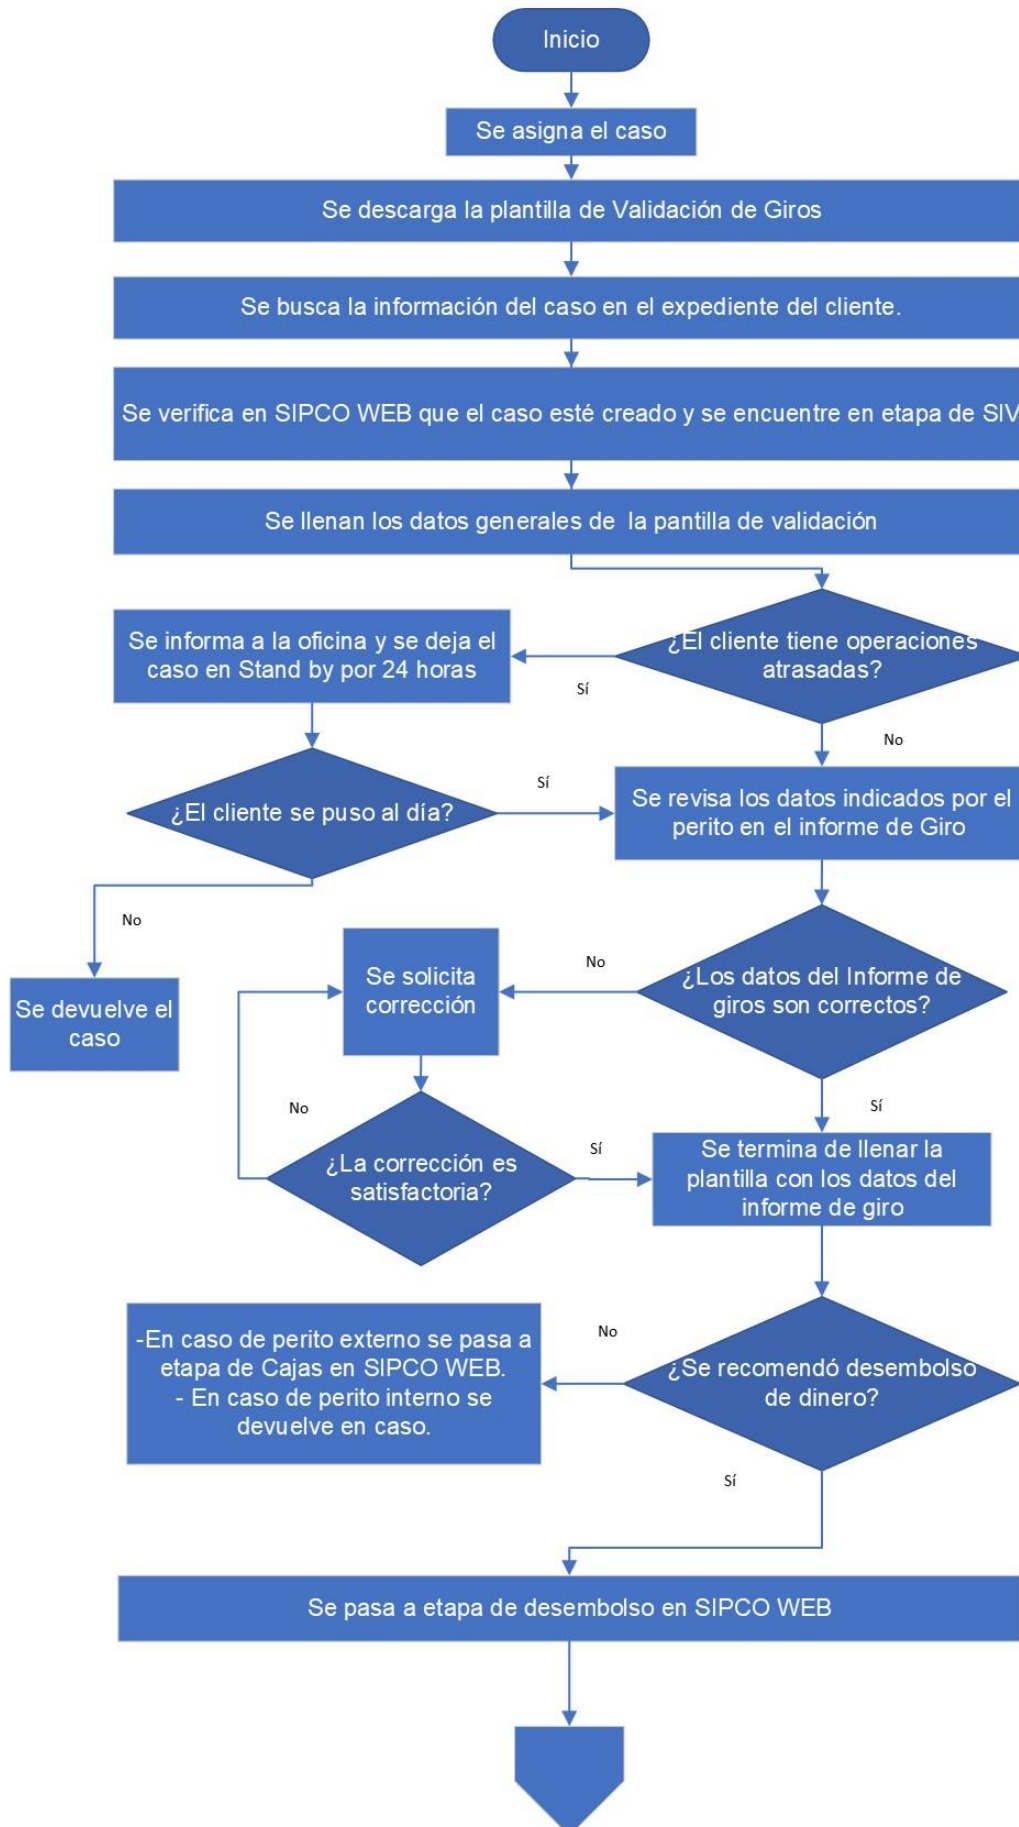 Inicio
Se asigna el caso
Se descarga la plantilla de Validación de Giros
Se busca la información del caso en el expediente del cliente.
Se verifica en SIPCO WEB que el caso esté creado y se encuentre en etapa de SIV
Se llenan los datos generales de  la pantilla de validación
¿El cliente tiene operaciones
atrasadas?
Se informa a la oficina y se deja el
caso en Stand by por 24 horas
Sí
No
¿El cliente se puso al día?
Sí
Se revisa los datos indicados por el
perito en el informe de Giro
No
Se devuelve el
caso
¿Los datos del Informe de
giros son correctos?
No
Se solicita
corrección
Sí
No
¿La corrección es
satisfactoria?
Sí
Se termina de llenar la
plantilla con los datos del
informe de giro
¿Se recomendó desembolso
de dinero?
No
-En caso de perito externo se pasa a
etapa de Cajas en SIPCO WEB.
- En caso de perito interno se
devuelve en caso.
Sí
Se pasa a etapa de desembolso en SIPCO WEB